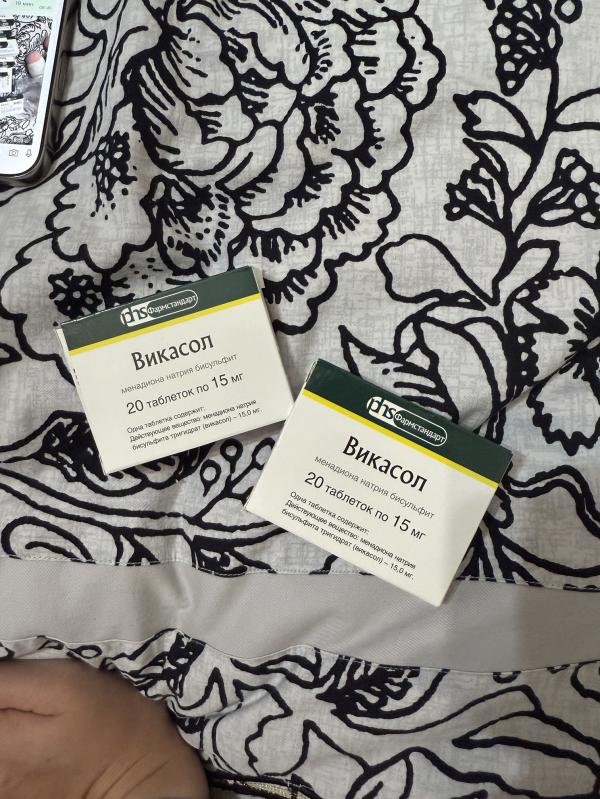 19 мин
phs Фармстандарт
Викасол
менадиона натрия бисульфит
20 таблеток по 15 мг
Одна таблетка содержит:
Действующее вещество: менадиона натрия
бисульфита тригидрат (викасол) – 15,0 мг.
phs Фармстандарт
Викасол
менадиона натрия бисульфит
20 таблеток по 15 мг
Одна таблетка содержит:
Действующее вещество: менадиона натрия
бисульфита тригидрат (викасол) – 15,0 мг.